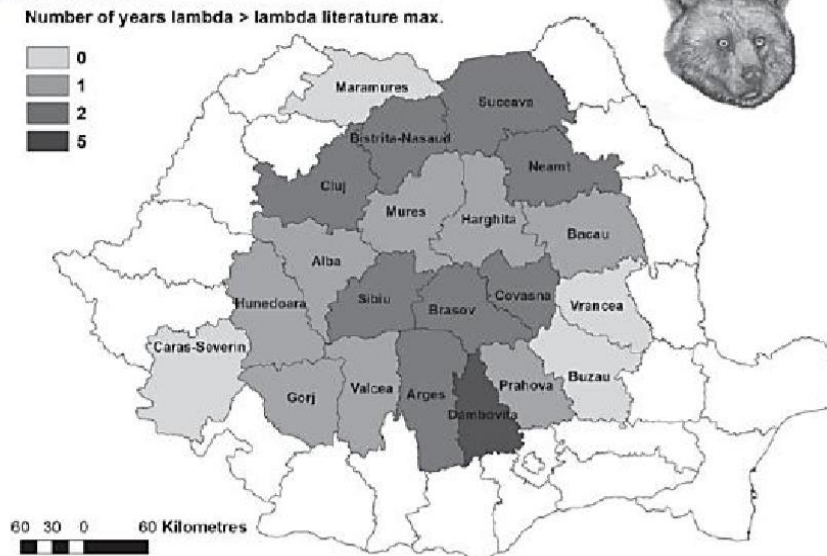 Number of years lambda > lambda literature max.
0
1
2
5
Maramures
Suceava
Bistrita-Nasaud
Neamt
Cluj
Mures
Harghita
Bacau
Alba
Hunedoara
Sibiu
Brasov
Covasna
Vrancea
Caras-Severin
Gorj
Valcea
Arges
Dambovita
Prahova
Buzau
60 30 0 60 Kilometres